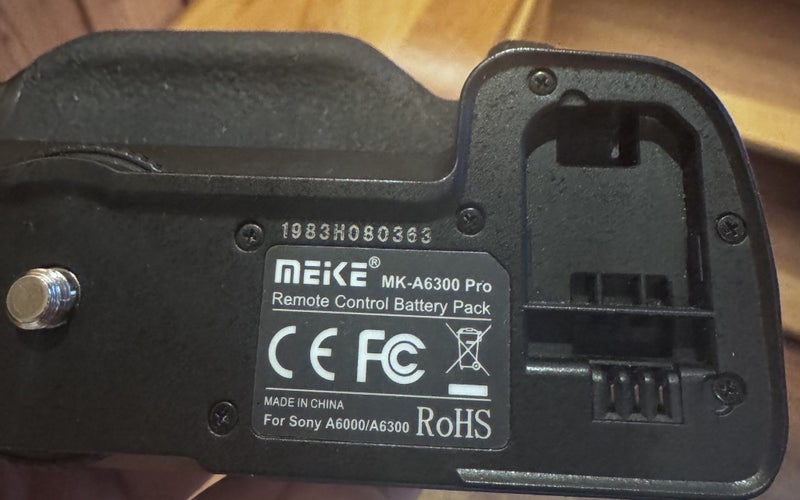 1983H080363
MEIKE® MK-A6300 Pro
Remote Control Battery Pack
CE FC
MADE IN CHINA
For Sony A6000/A6300 RoHS